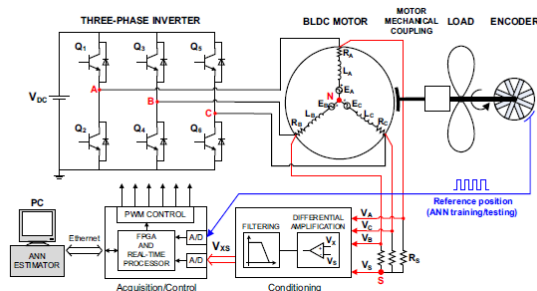 THREE-PHASE INVERTER
BLDC MOTOR
MOTOR
MECHANICAL
COUPLING
LOAD
ENCODER
Q1
Q3
Q5
VDC
A
B
C
Q2
Q4
Q6
RA
LA
EA
N
EB
EC
LB
LC
RB
RC
Reference position
(ANN training/testing)
PC
ANN
ESTIMATOR
Ethernet
PWM CONTROL
FPGA
AND
REAL-TIME
PROCESSOR
A/D
A/D
Acquisition/Control
VXS
FILTERING
DIFFERENTIAL
AMPLIFICATION
VX
VS
Conditioning
VA
VC
VB
VS
RS
S